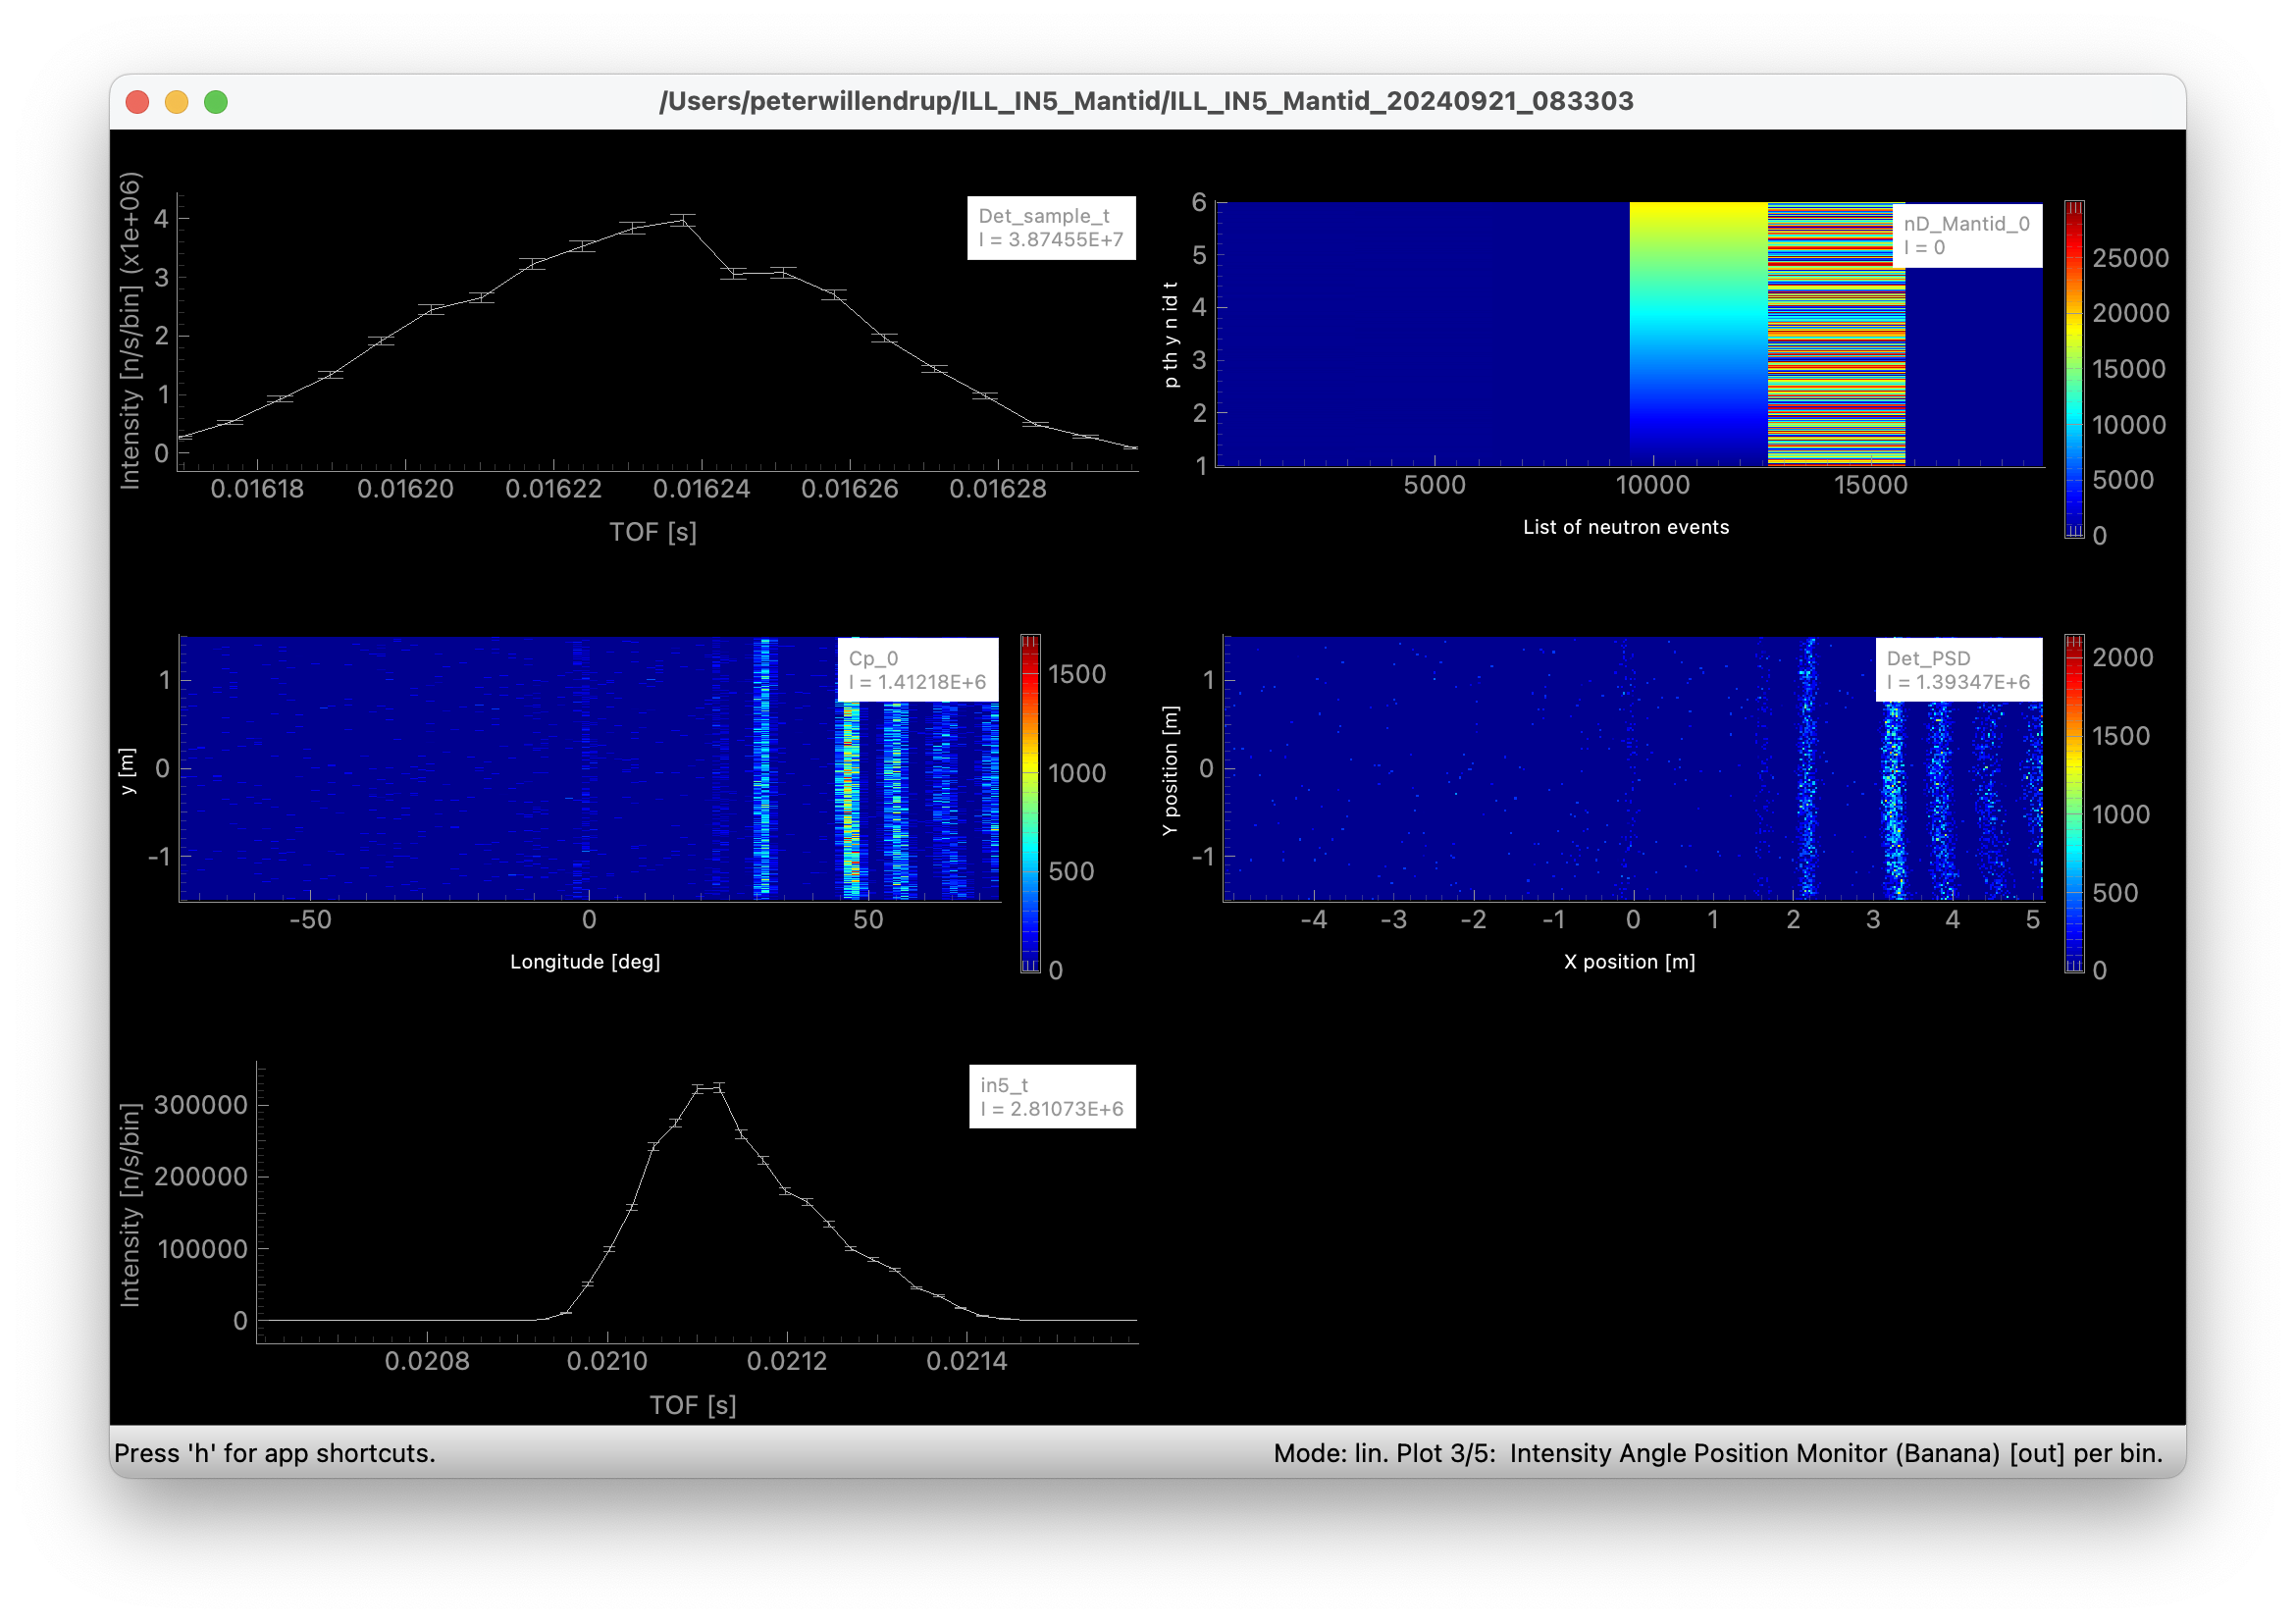 /Users/peterwillendrup/ILL_IN5_Mantid/ILL_IN5_Mantid_20240921_083303
Intensity [n/s/bin] (x1e+06)
4
3
2
1
0
Det_sample_t
I = 3.87455E+7
0.01618 0.01620 0.01622 0.01624 0.01626 0.01628
TOF [s]
p th y n id t
6
5
4
3
2
1
nD_Mantid_0
I = 0
5000 10000 15000
List of neutron events
25000
20000
15000
10000
5000
0
y [m]
1
0
-1
Cp_0
I = 1.41218E+6
-50 0 50
Longitude [deg]
1500
1000
500
0
Y position [m]
1
0
-1
Det_PSD
I = 1.39347E+6
-4 -3 -2 -1 0 1 2 3 4 5
X position [m]
2000
1500
1000
500
0
Intensity [n/s/bin]
300000
200000
100000
0
in5_t
I = 2.81073E+6
0.0208 0.0210 0.0212 0.0214
TOF [s]
Press 'h' for app shortcuts.
Mode: lin. Plot 3/5:  Intensity Angle Position Monitor (Banana) [out] per bin.